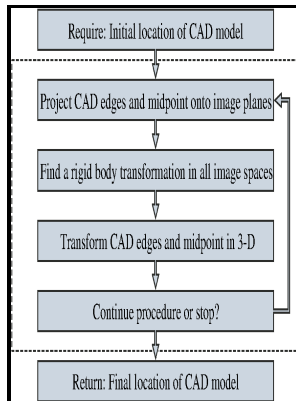 Require: Initial location of CAD model
Project CAD edges and midpoint onto image planes
Find a rigid body transformation in all image spaces
Transform CAD edges and midpoint in 3-D
Continue procedure or stop?
Return: Final location of CAD model